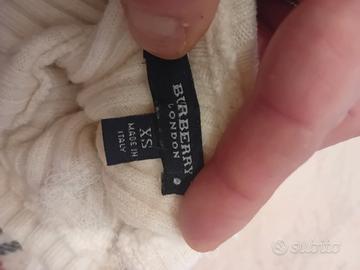 BURBERRY
LONDON
XS
MADE IN
ITALY
subito